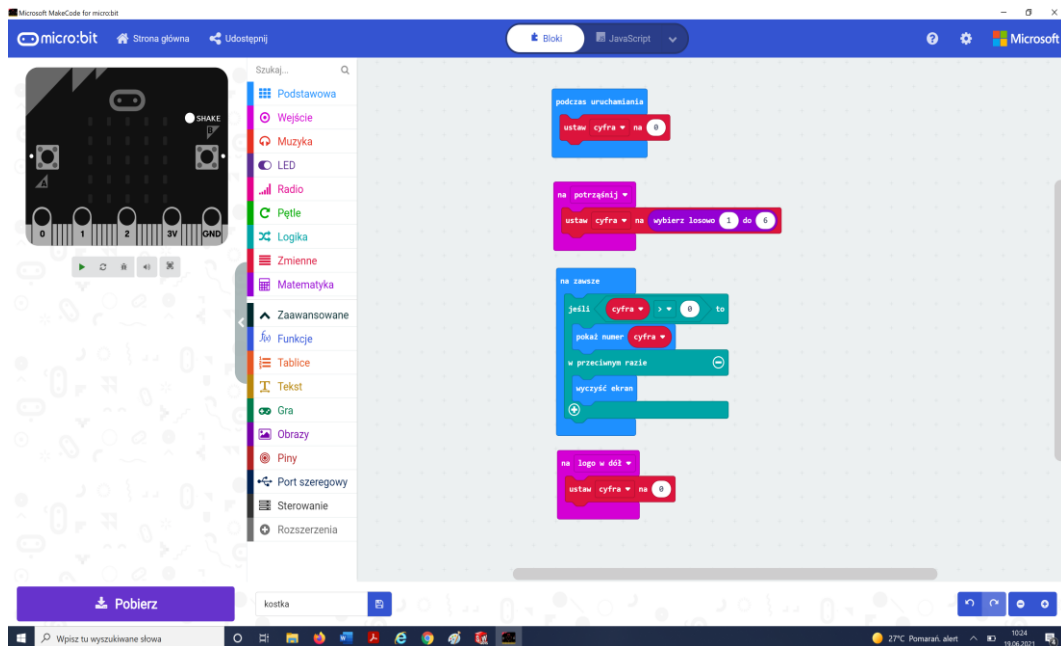 Microsoft MakeCode for micro:bit
micro:bit Strona główna Udostępnij Bloki JavaScript Microsoft
Szukaj...
Podstawowa
Wejście
Muzyka
LED
Radio
Pętle
Logika
Zmienne
Matematyka
Zaawansowane
Funkcje
Tablice
Tekst
Gra
Obrazy
Piny
Port szeregowy
Sterowanie
Rozszerzenia
SHAKE
B
A
0 1 2 3V GND
podczas uruchamiania
ustaw cyfra na 0
na potrząśnij
ustaw cyfra na wybierz losowo 1 do 6
na zawsze
jeśli cyfra > 0 to
pokaż numer cyfra
w przeciwnym razie
wyczyść ekran
na logo w dół
ustaw cyfra na 0
Pobierz
kostka
Wpisz tu wyszukiwane słowa
27°C Pomarań. alert
10:24
19.06.2021